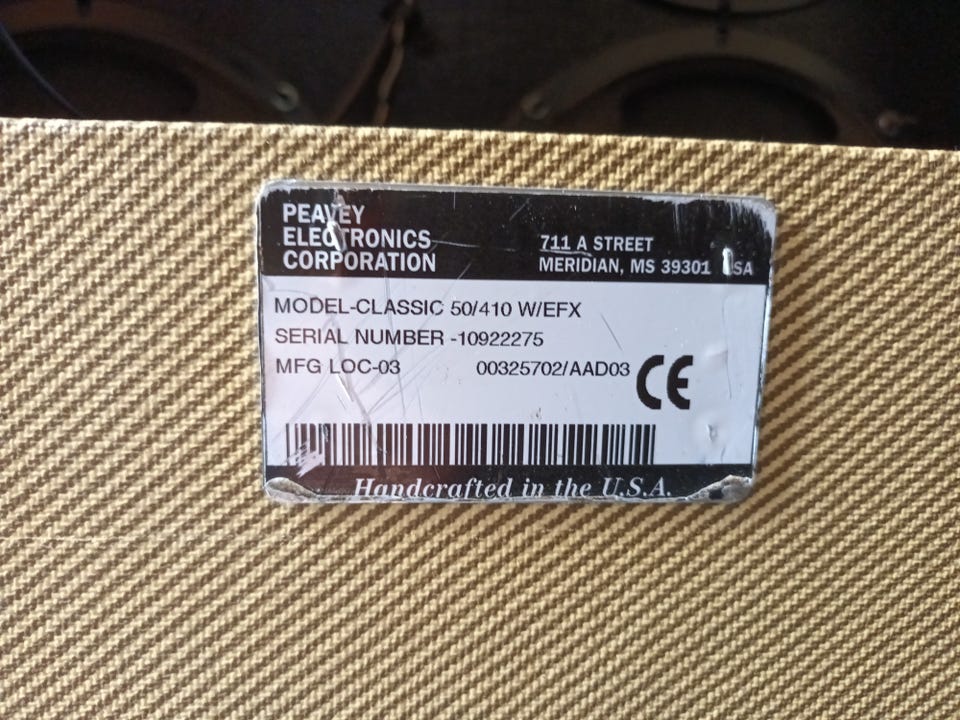 PEAVEY
ELECTRONICS
CORPORATION
711 A STREET
MERIDIAN, MS 39301 USA
MODEL-CLASSIC 50/410 W/EFX
SERIAL NUMBER -10922275
MFG LOC-03 00325702/AAD03 CE
Handcrafted in the U.S.A.